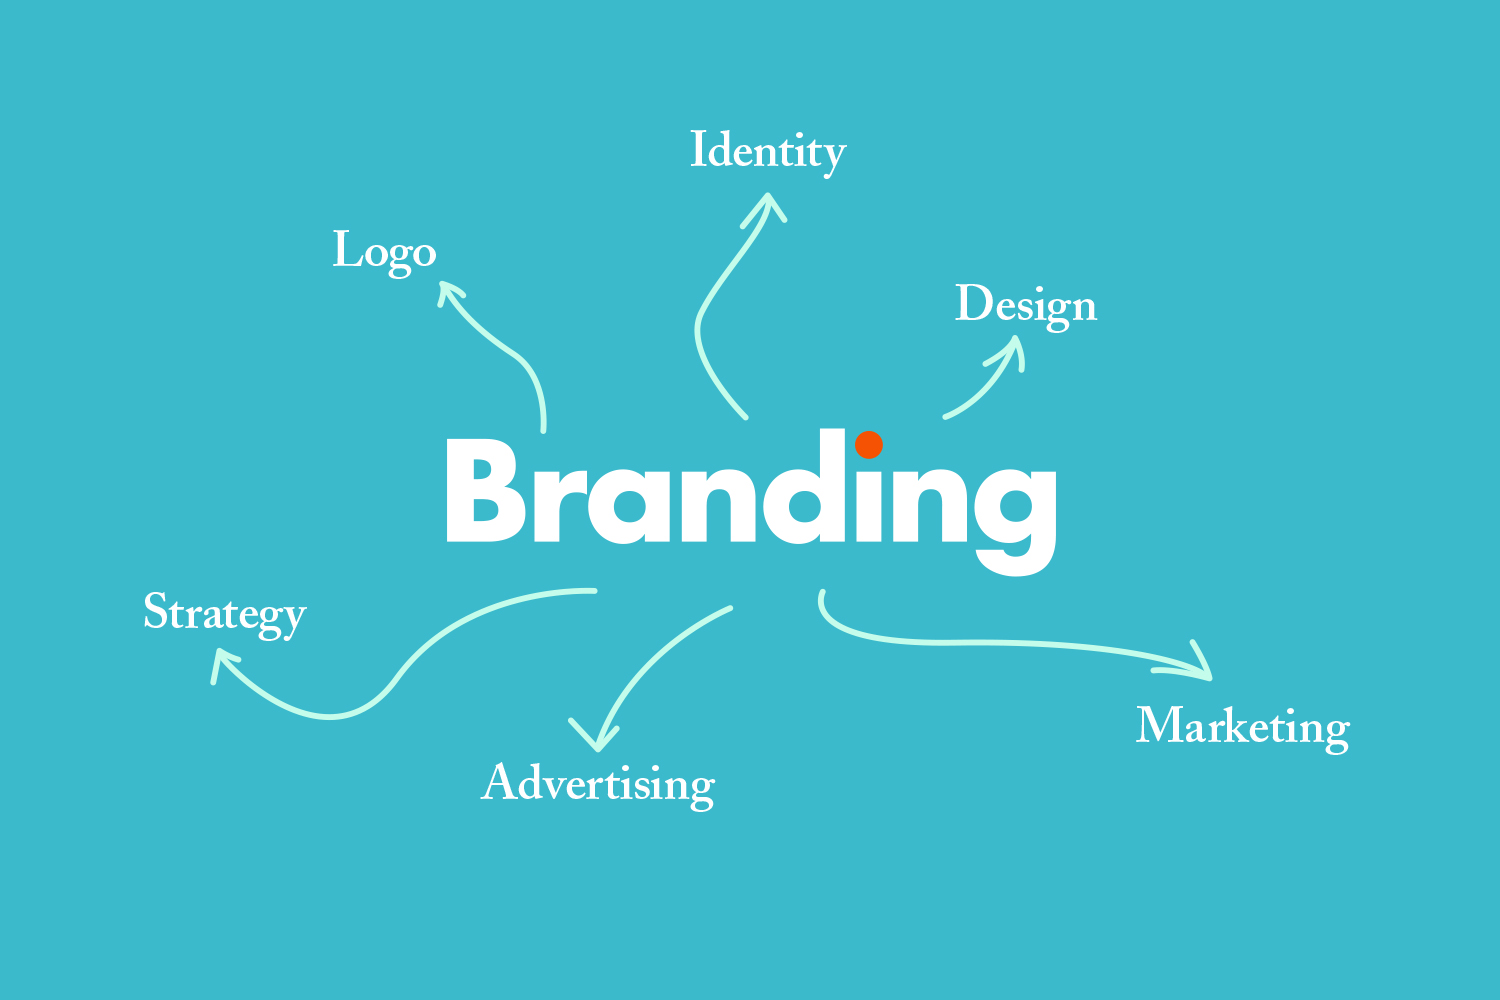 Identity
Logo
Design
Branding
Strategy
Marketing
Advertising